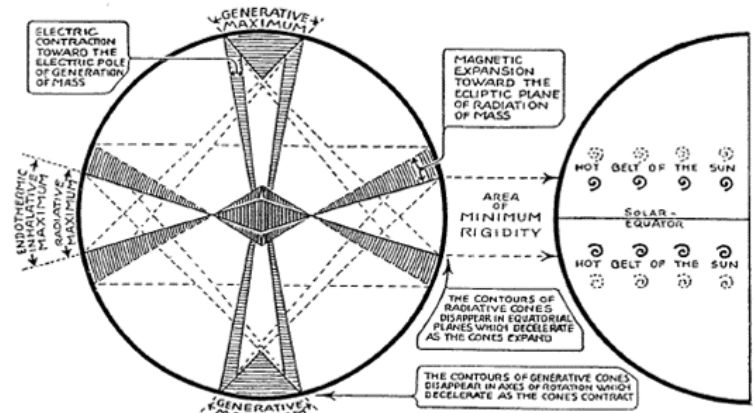 GENERATIVE
MAXIMUM
ELECTRIC
CONTRACTION
TOWARD THE
ELECTRIC POLE
OF GENERATION
OF MASS
MAGNETIC
EXPANSION
TOWARD THE
ECLIPTIC PLANE
OF RADIATION
OF MASS
ENDOTHERMIC
INHALATIVE
MAXIMUM
RADIATIVE
MAXIMUM
AREA
OF
MINIMUM
RIGIDITY
HOT BELT OF THE SUN
SOLAR-
EQUATOR
HOT BELT OF THE SUN
THE CONTOURS OF
RADIATIVE CONES
DISAPPEAR IN EQUATORIAL
PLANES WHICH DECELERATE
AS THE CONES EXPAND
THE CONTOURS OF GENERATIVE CONES
DISAPPEAR IN AXES OF ROTATION WHICH
DECELERATE AS THE CONES CONTRACT
GENERATIVE